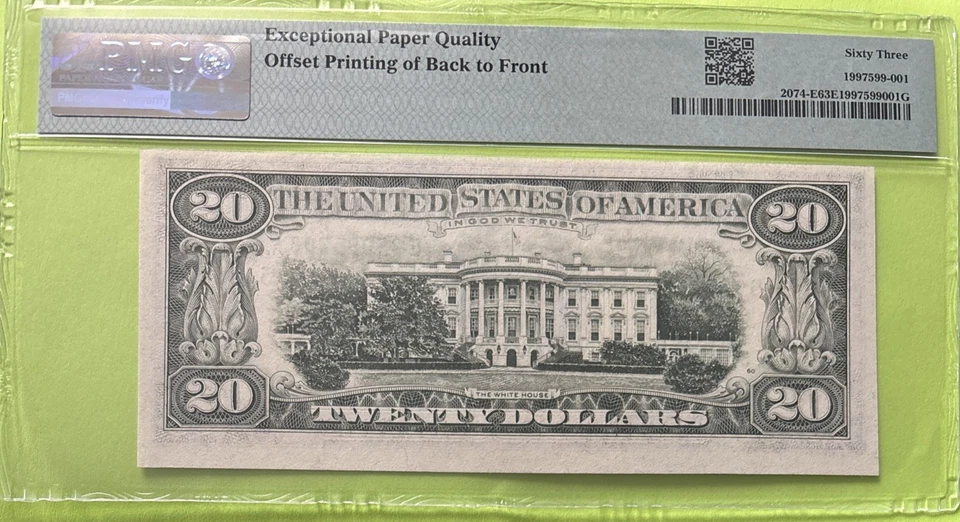 PMG
Exceptional Paper Quality
Offset Printing of Back to Front
Sixty Three
1997599-001
2074-E63E1997599001G
20 THE UNITED STATES OF AMERICA 20
IN GOD WE TRUST
60
THE WHITE HOUSE
20 TWENTY DOLLARS 20